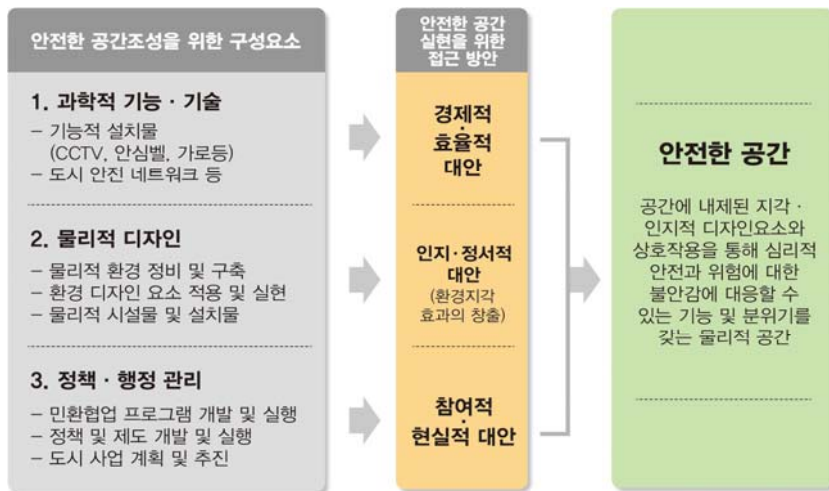 안전한 공간조성을 위한 구성요소
1. 과학적 기능 · 기술
– 기능적 설치물
(CCTV, 안심벨, 가로등)
– 도시 안진 네트워크 등
2. 물리적 디자인
– 물리적 환경 정비 및 구축
– 환경 디자인 요소 적용 및 실현
– 물리적 시설물 및 설치물
3. 정책 · 행정 관리
– 민환협업 프로그램 개발 및 실행
– 정책 및 제도 개발 및 실행
– 도시 사업 계획 및 추진
안전한 공간
실현을 위한
접근 방안
경제적
·
효율적
대안
인지·정서적
대안
(환경지각
효과의 창출)
참여적
·
현실적 대안
안전한 공간
공간에 내제된 지각 ·
인지적 디자인요소와
상호작용을 통해 심리적
안전과 위험에 대한
불안감에 대응할 수
있는 기능 및 분위기를
갖는 물리적 공간